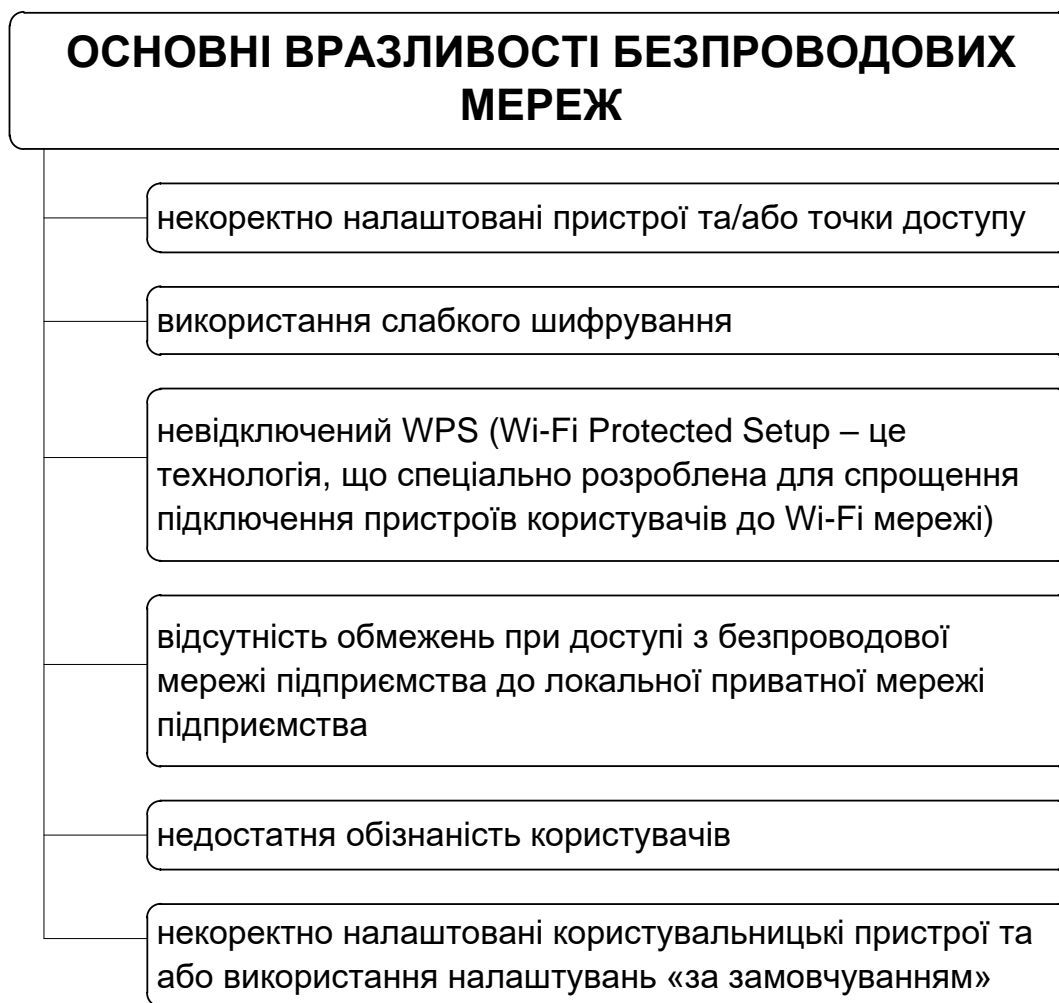 ОСНОВНІ ВРАЗЛИВОСТІ БЕЗПРОВОДОВИХ
МЕРЕЖ
некоректно налаштовані пристрої та/або точки доступу
використання слабкого шифрування
невідключений WPS (Wi-Fi Protected Setup – це
технологія, що спеціально розроблена для спрощення
підключення пристроїв користувачів до Wi-Fi мережі)
відсутність обмежень при доступі з безпроводової
мережі підприємства до локальної приватної мережі
підприємства
недостатня обізнаність користувачів
некоректно налаштовані користувальницькі пристрої та
або використання налаштувань «за замовчуванням»